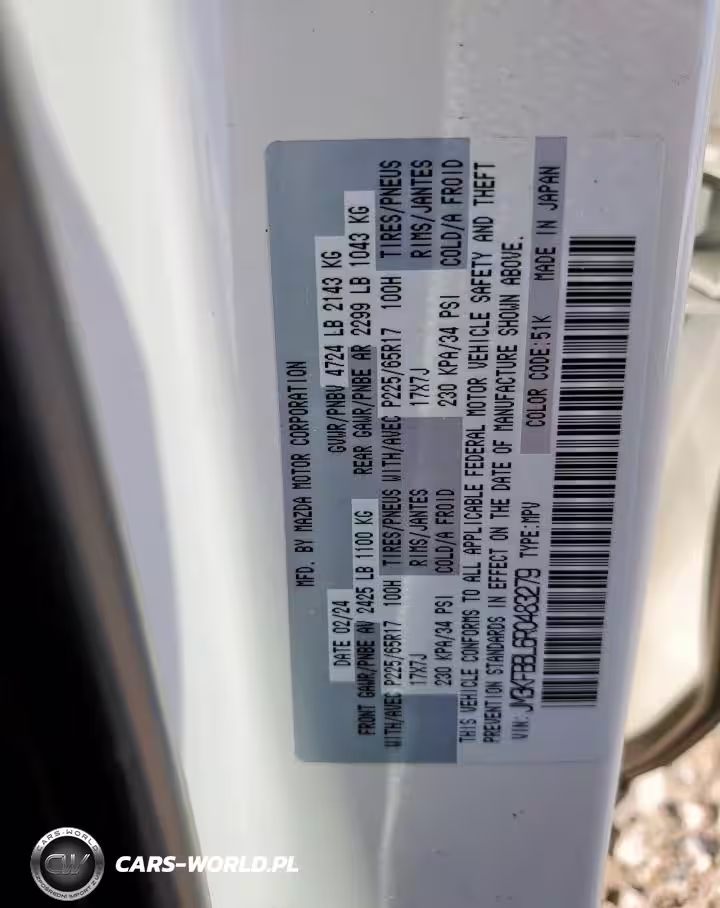 MFD. BY MAZDA MOTOR CORPORATION
DATE 02/24 GVWR/PNBV 4724 LB 2143 KG
FRONT GAWR/PNBE AV 2425 LB 1100 KG REAR GAWR/PNBE AR 2299 LB 1043 KG
WITH/AVEC P225/65R17 100H TIRES/PNEUS WITH/AVEC P225/65R17 100H TIRES/PNEUS
17X7J RIMS/JANTES 17X7J RIMS/JANTES
230 KPA/34 PSI COLD/A FROID 230 KPA/34 PSI COLD/A FROID
THIS VEHICLE CONFORMS TO ALL APPLICABLE FEDERAL MOTOR VEHICLE SAFETY AND THEFT
PREVENTION STANDARDS IN EFFECT ON THE DATE OF MANUFACTURE SHOWN ABOVE.
VIN: JM3KFBBL6R0483279 TYPE:MPV COLOR CODE:51K MADE IN JAPAN
CARS-WORLD
CW
CARS-WORLD.PL